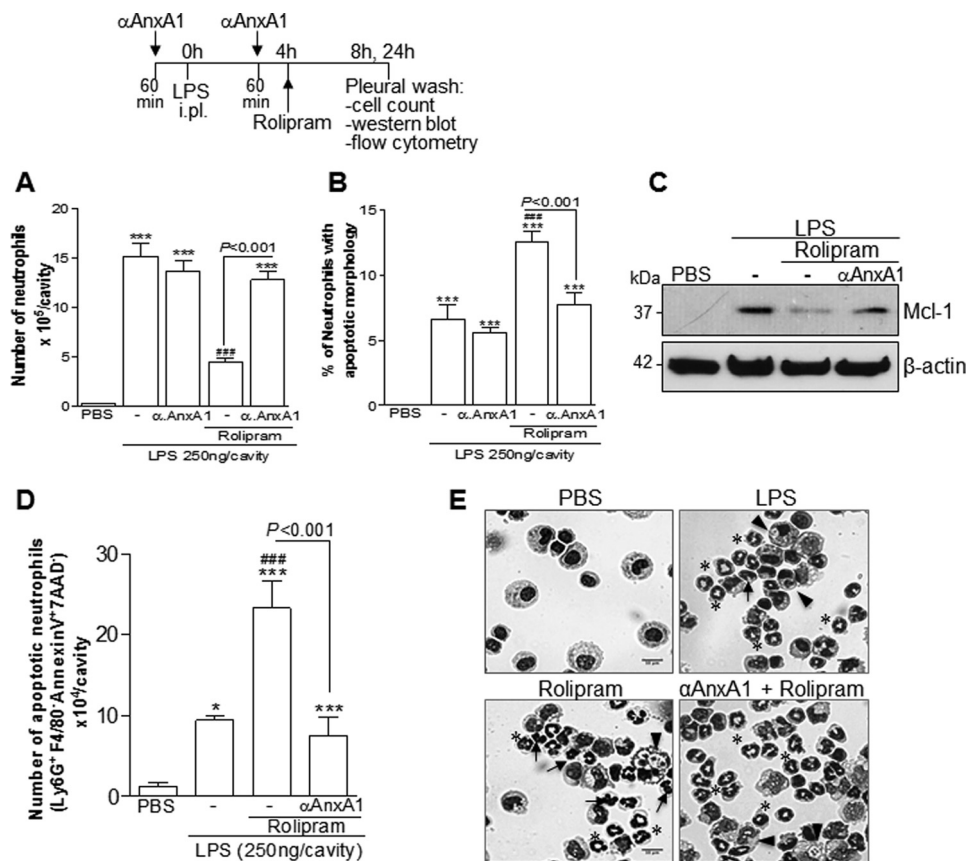 αAnxA1 αAnxA1
0h 4h 8h, 24h
60 min LPS i.pl. 60 min Rolipram
Pleural wash:
-cell count
-western blot
-flow cytometry
A
Number of neutrophils
x 10⁵/cavity
15
10
5
0
*** *** ### ***
P<0.001
PBS - α.AnxA1 - α.AnxA1
Rolipram
LPS 250ng/cavity
B
% of Neutrophils with
apoptotic morphology
15
10
5
0
*** *** ### *** ***
P<0.001
PBS - α.AnxA1 - α.AnxA1
Rolipram
LPS 250ng/cavity
C
LPS
Rolipram
kDa PBS - - αAnxA1
37 Mcl-1
42 β-actin
D
Number of apoptotic neutrophils
(Ly6G⁺ F4/80⁻AnnexinV⁺7AAD⁻)
x10⁴/cavity
30
20
10
0
* ### *** ***
P<0.001
PBS - - αAnxA1
Rolipram
LPS (250ng/cavity)
E
PBS LPS
Rolipram αAnxA1 + Rolipram